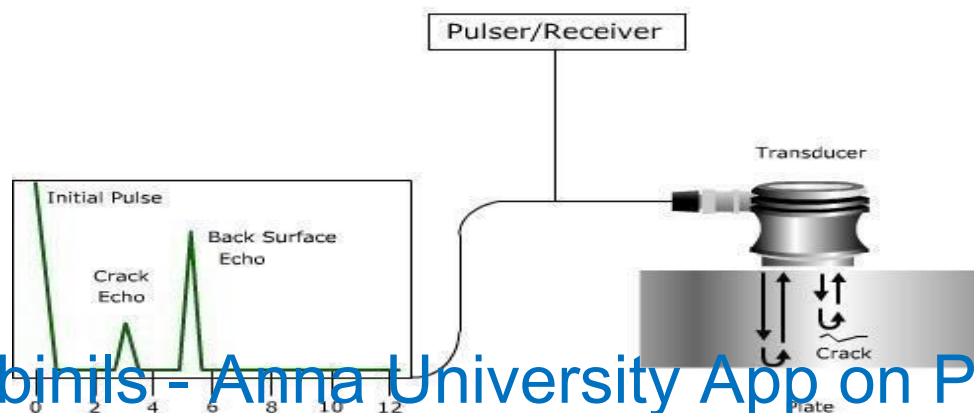 Pulser/Receiver
Transducer
Initial Pulse
Back Surface
Echo
Crack
Echo
Crack
binils - Anna University App on P
Plate
0 2 4 6 8 10 12